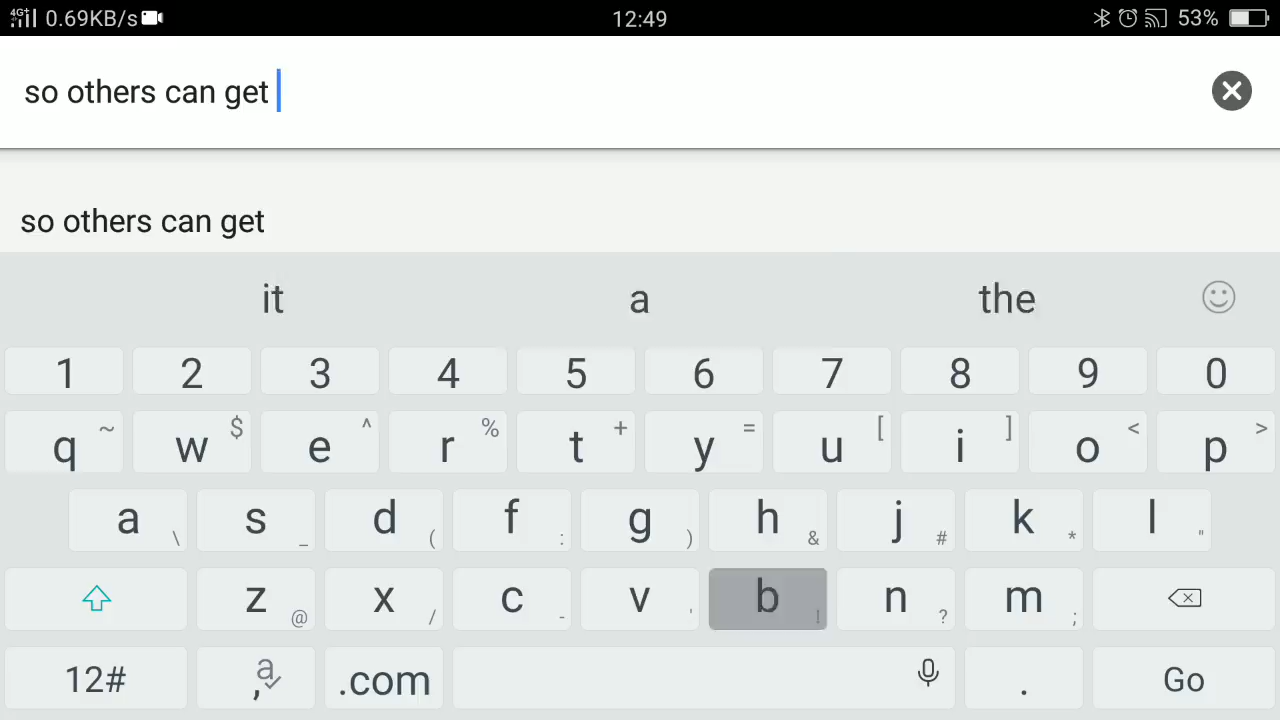 4G+ 0.69KB/s 12:49 53%
so others can get
so others can get
it a the
1 2 3 4 5 6 7 8 9 0
q ~ w $ e ^ r % t + y = u [ i ] o < p >
a \ s _ d ( f : g ) h & j # k * l "
z @ x / c - v ' b ! n ? m ;
12# , a .com . Go